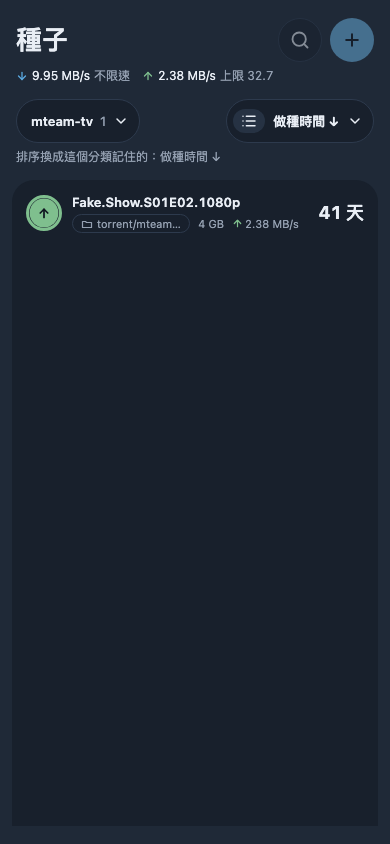 種子
↓ 9.95 MB/s 不限速 ↑ 2.38 MB/s 上限 32.7
mteam-tv 1
做種時間 ↓
排序換成這個分類記住的：做種時間 ↓
Fake.Show.S01E02.1080p
torrent/mteam... 4 GB ↑ 2.38 MB/s
41 天